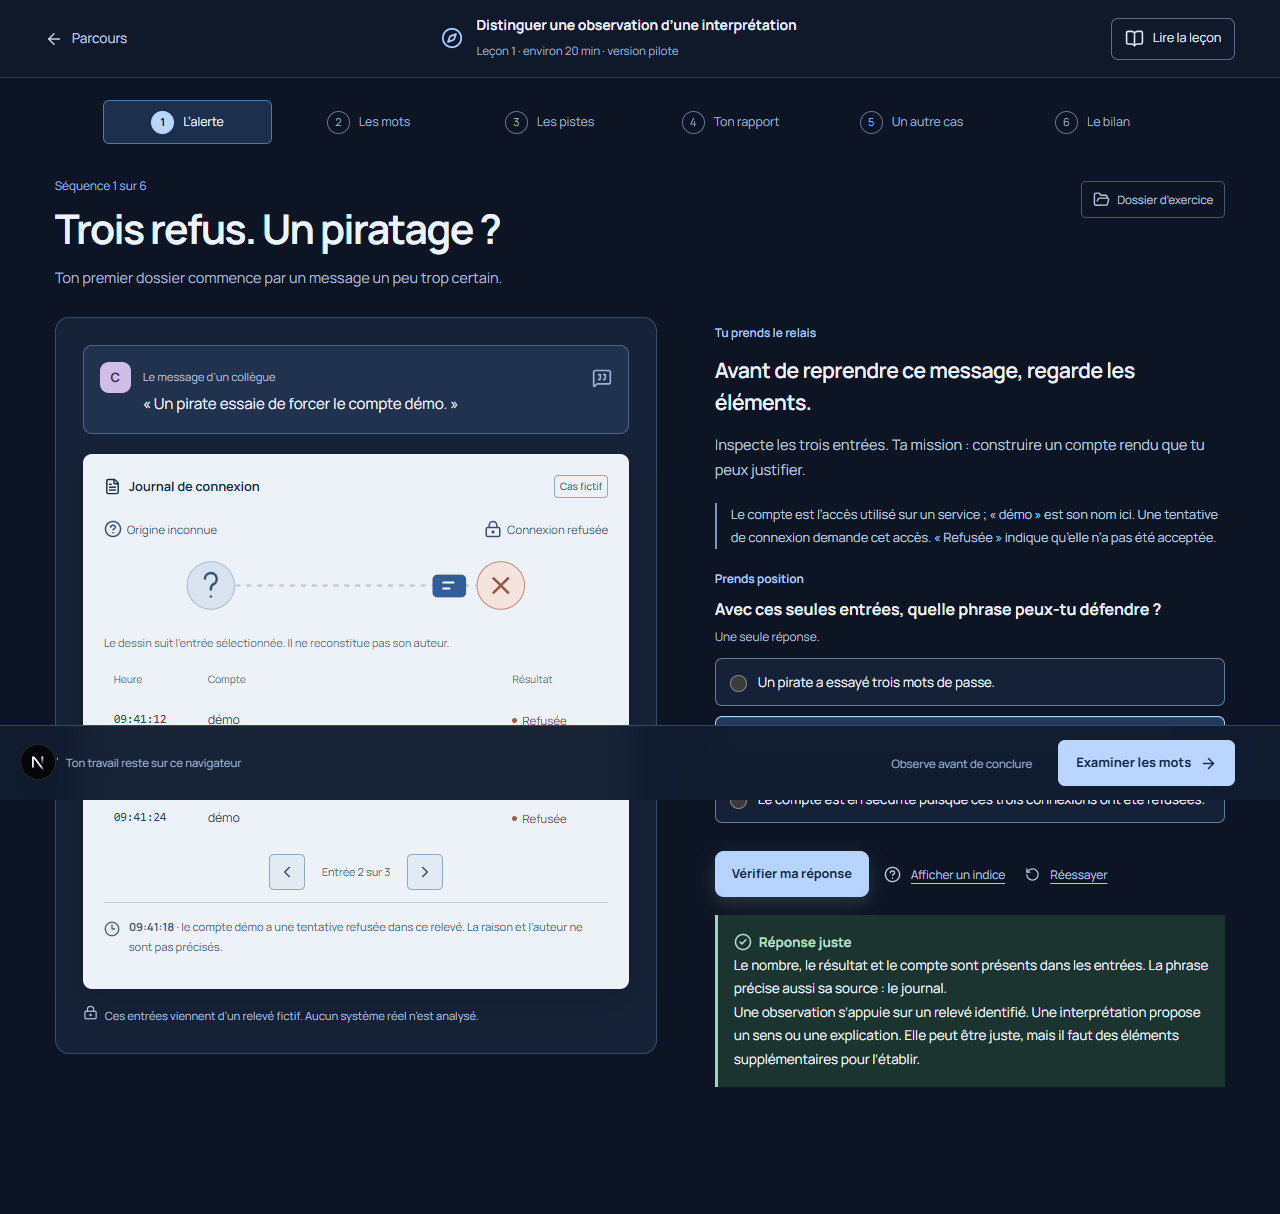 Parcours
Distinguer une observation d’une interprétation
Leçon 1 · environ 20 min · version pilote
Lire la leçon
1 L’alerte
2 Les mots
3 Les pistes
4 Ton rapport
5 Un autre cas
6 Le bilan
Séquence 1 sur 6
Dossier d’exercice
Trois refus. Un piratage ?
Ton premier dossier commence par un message un peu trop certain.
C
Le message d’un collègue
« Un pirate essaie de forcer le compte démo. »
Journal de connexion
Cas fictif
Origine inconnue
Connexion refusée
Le dessin suit l’entrée sélectionnée. Il ne reconstitue pas son auteur.
Heure Compte Résultat
09:41:12 démo Refusée
09:41:24 démo Refusée
Entrée 2 sur 3
09:41:18 · le compte démo a une tentative refusée dans ce relevé. La raison et l’auteur ne
sont pas précisés.
Ces entrées viennent d’un relevé fictif. Aucun système réel n’est analysé.
Tu prends le relais
Avant de reprendre ce message, regarde les
éléments.
Inspecte les trois entrées. Ta mission : construire un compte rendu que tu
peux justifier.
Le compte est l’accès utilisé sur un service ; « démo » est son nom ici. Une tentative
de connexion demande cet accès. « Refusée » indique qu’elle n’a pas été acceptée.
Prends position
Avec ces seules entrées, quelle phrase peux-tu défendre ?
Une seule réponse.
Un pirate a essayé trois mots de passe.
Le compte est en sécurité puisque ces trois connexions ont été refusées.
Vérifier ma réponse
Afficher un indice
Réessayer
Réponse juste
Le nombre, le résultat et le compte sont présents dans les entrées. La phrase
précise aussi sa source : le journal.
Une observation s’appuie sur un relevé identifié. Une interprétation propose
un sens ou une explication. Elle peut être juste, mais il faut des éléments
supplémentaires pour l’établir.
N
Ton travail reste sur ce navigateur
Observe avant de conclure
Examiner les mots